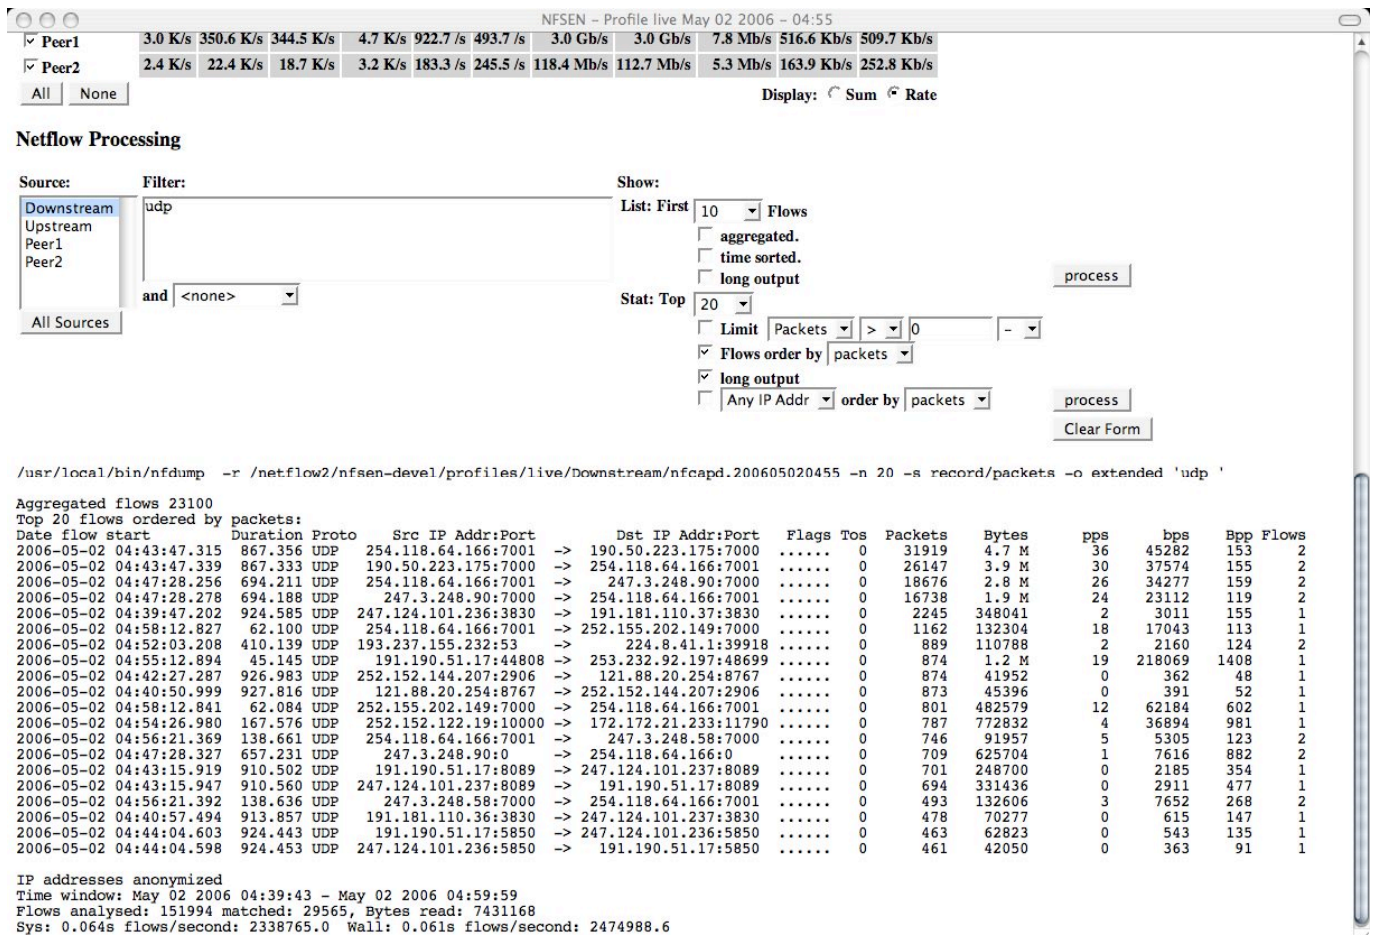 NFSEN - Profile live May 02 2006 - 04:55
Peer1 3.0 K/s 350.6 K/s 344.5 K/s 4.7 K/s 922.7 /s 493.7 /s 3.0 Gb/s 3.0 Gb/s 7.8 Mb/s 516.6 Kb/s 509.7 Kb/s
Peer2 2.4 K/s 22.4 K/s 18.7 K/s 3.2 K/s 183.3 /s 245.5 /s 118.4 Mb/s 112.7 Mb/s 5.3 Mb/s 163.9 Kb/s 252.8 Kb/s
All None Display: Sum Rate
Netflow Processing
Source: Filter: Show:
Downstream udp List: First 10 Flows
Upstream
Peer1 aggregated.
Peer2 time sorted.
long output process
and <none> Stat: Top 20
All Sources Limit Packets > 0 -
Flows order by packets
long output
Any IP Addr order by packets process
Clear Form
/usr/local/bin/nfdump -r /netflow2/nfsen-devel/profiles/live/Downstream/nfcapd.200605020455 -n 20 -s record/packets -o extended 'udp '
Aggregated flows 23100
Top 20 flows ordered by packets:
Date flow start Duration Proto Src IP Addr:Port Dst IP Addr:Port Flags Tos Packets Bytes pps bps Bpp Flows
2006-05-02 04:43:47.315 867.356 UDP 254.118.64.166:7001 -> 190.50.223.175:7000 ...... 0 31919 4.7 M 36 45282 153 2
2006-05-02 04:43:47.339 867.333 UDP 190.50.223.175:7000 -> 254.118.64.166:7001 ...... 0 26147 3.9 M 30 37574 155 2
2006-05-02 04:47:28.256 694.211 UDP 254.118.64.166:7001 -> 247.3.248.90:7000 ...... 0 18676 2.8 M 26 34277 159 2
2006-05-02 04:47:28.278 694.188 UDP 247.3.248.90:7000 -> 254.118.64.166:7001 ...... 0 16738 1.9 M 24 23112 119 2
2006-05-02 04:39:47.202 924.585 UDP 247.124.101.236:3830 -> 191.181.110.37:3830 ...... 0 2245 348041 2 3011 155 1
2006-05-02 04:58:12.827 62.100 UDP 254.118.64.166:7001 -> 252.155.202.149:7000 ...... 0 1162 132304 18 17043 113 1
2006-05-02 04:52:03.208 410.139 UDP 193.237.155.232:53 -> 224.8.41.1:39918 ...... 0 889 110788 2 2160 124 2
2006-05-02 04:55:12.894 45.145 UDP 191.190.51.17:44808 -> 253.232.92.197:48699 ...... 0 874 1.2 M 19 218069 1408 1
2006-05-02 04:42:27.287 926.983 UDP 252.152.144.207:2906 -> 121.88.20.254:8767 ...... 0 874 41952 0 362 48 1
2006-05-02 04:40:50.999 927.816 UDP 121.88.20.254:8767 -> 252.152.144.207:2906 ...... 0 873 45396 0 391 52 1
2006-05-02 04:58:12.841 62.084 UDP 252.155.202.149:7000 -> 254.118.64.166:7001 ...... 0 801 482579 12 62184 602 1
2006-05-02 04:54:26.980 167.576 UDP 252.152.122.19:10000 -> 172.172.21.233:11790 ...... 0 787 772832 4 36894 981 1
2006-05-02 04:56:21.369 138.661 UDP 254.118.64.166:7001 -> 247.3.248.58:7000 ...... 0 746 91957 5 5305 123 2
2006-05-02 04:47:28.327 657.231 UDP 247.3.248.90:0 -> 254.118.64.166:0 ...... 0 709 625704 1 7616 882 2
2006-05-02 04:43:15.919 910.502 UDP 191.190.51.17:8089 -> 247.124.101.237:8089 ...... 0 701 248700 0 2185 354 1
2006-05-02 04:43:15.947 910.560 UDP 247.124.101.237:8089 -> 191.190.51.17:8089 ...... 0 694 331436 0 2911 477 1
2006-05-02 04:56:21.392 138.636 UDP 247.3.248.58:7000 -> 254.118.64.166:7001 ...... 0 493 132606 3 7652 268 2
2006-05-02 04:40:57.494 913.857 UDP 191.181.110.36:3830 -> 247.124.101.237:3830 ...... 0 478 70277 0 615 147 1
2006-05-02 04:44:04.603 924.443 UDP 191.190.51.17:5850 -> 247.124.101.236:5850 ...... 0 463 62823 0 543 135 1
2006-05-02 04:44:04.598 924.453 UDP 247.124.101.236:5850 -> 191.190.51.17:5850 ...... 0 461 42050 0 363 91 1
IP addresses anonymized
Time window: May 02 2006 04:39:43 - May 02 2006 04:59:59
Flows analysed: 151994 matched: 29565, Bytes read: 7431168
Sys: 0.064s flows/second: 2338765.0 Wall: 0.061s flows/second: 2474988.6